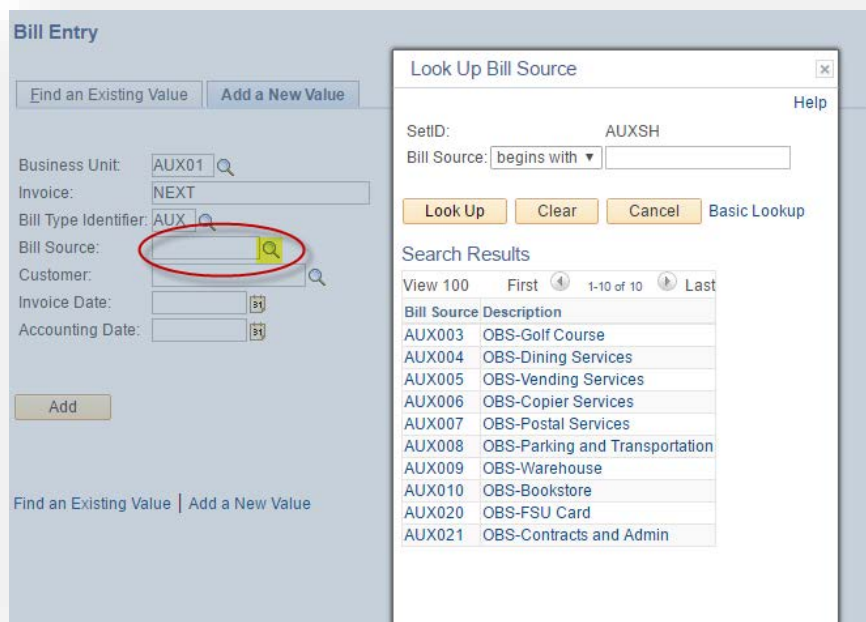 Bill Entry
Find an Existing Value
Add a New Value
Business Unit: AUX01
Invoice: NEXT
Bill Type Identifier: AUX
Bill Source:
Customer:
Invoice Date: 31
Accounting Date: 31
Add
Find an Existing Value | Add a New Value
Look Up Bill Source
Help
SetID: AUXSH
Bill Source: begins with
Look Up Clear Cancel Basic Lookup
Search Results
View 100 First 1-10 of 10 Last
Bill Source Description
AUX003 OBS-Golf Course
AUX004 OBS-Dining Services
AUX005 OBS-Vending Services
AUX006 OBS-Copier Services
AUX007 OBS-Postal Services
AUX008 OBS-Parking and Transportation
AUX009 OBS-Warehouse
AUX010 OBS-Bookstore
AUX020 OBS-FSU Card
AUX021 OBS-Contracts and Admin